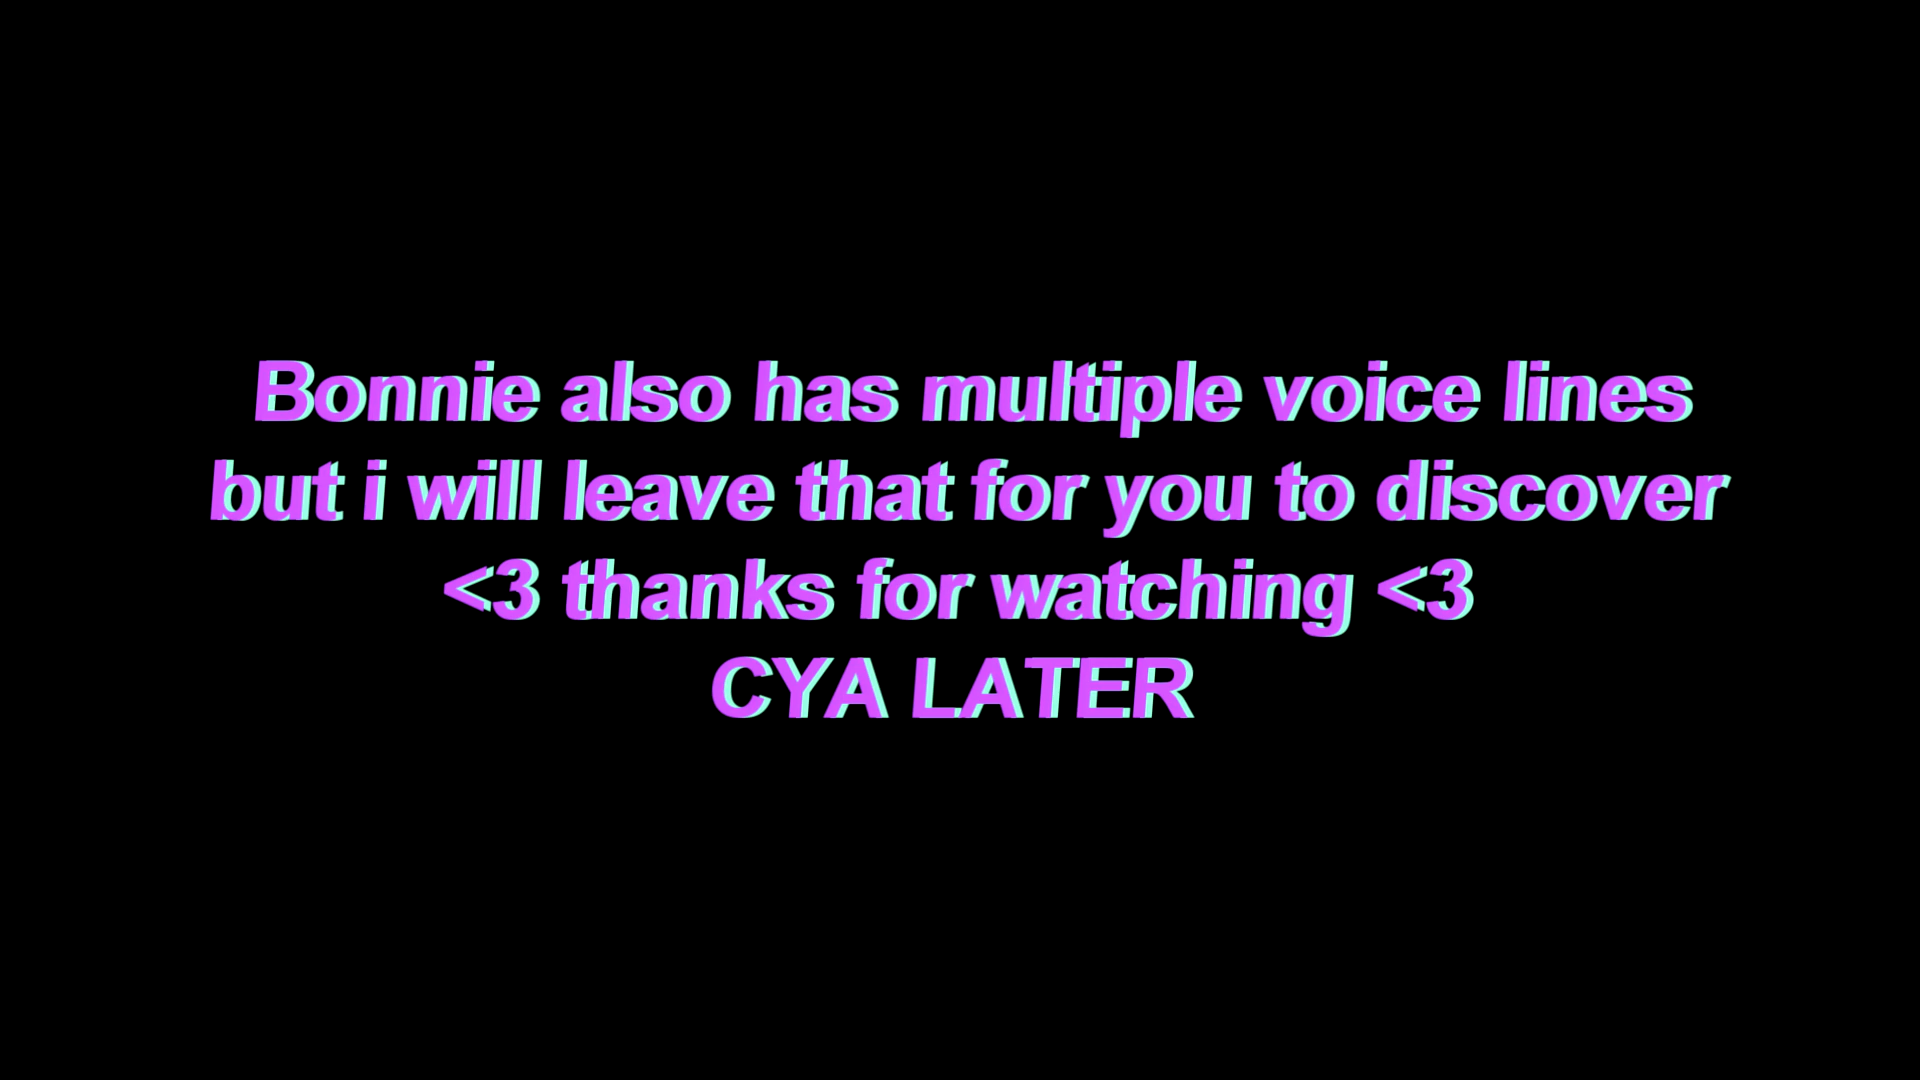 Bonnie also has multiple voice lines
but i will leave that for you to discover
<3 thanks for watching <3
CYA LATER